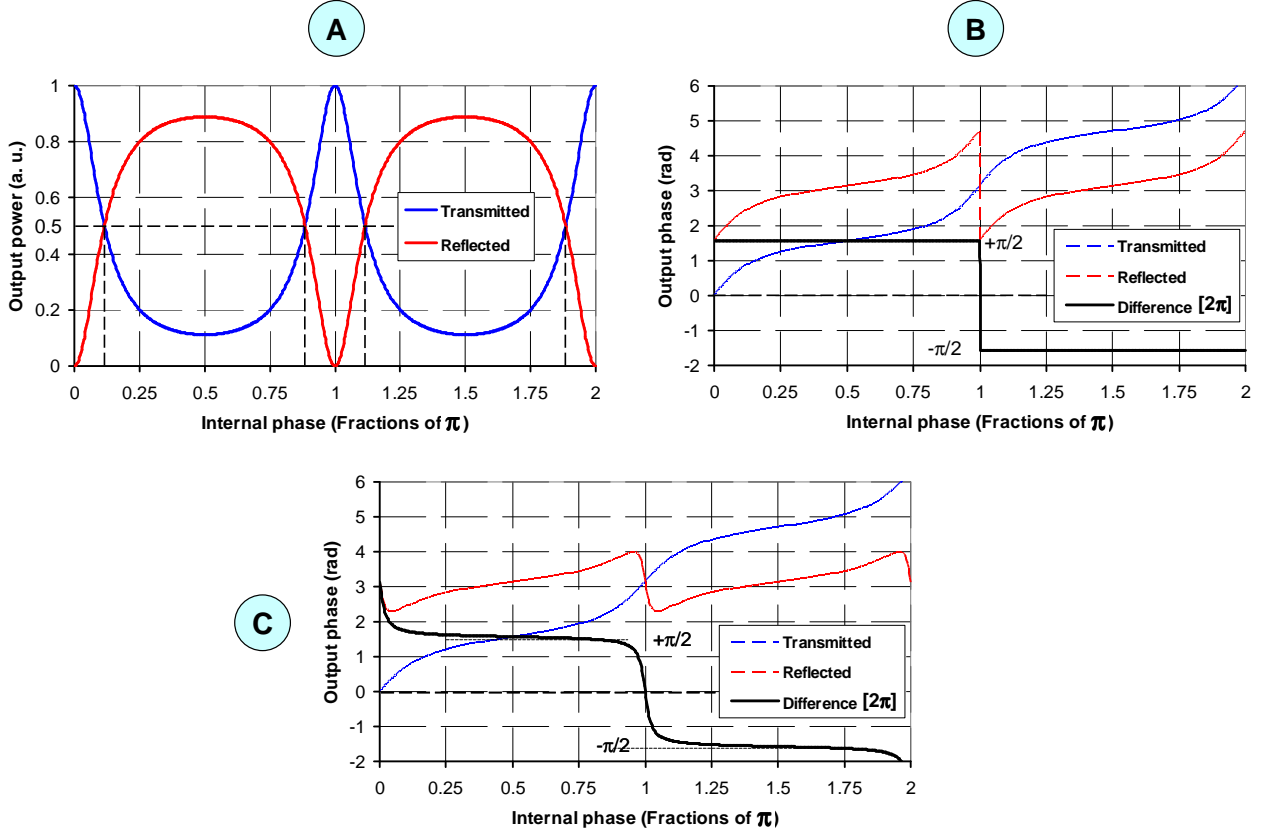 A
Output power (a. u.)
1
0.8
0.6
0.5
0.4
0.2
0
Transmitted
Reflected
0 0.25 0.5 0.75 1 1.25 1.5 1.75 2
Internal phase (Fractions of π)
B
Output phase (rad)
6
5
4
3
2
1
0
-1
-2
+π/2
-π/2
Transmitted
Reflected
Difference [2π]
0 0.25 0.5 0.75 1 1.25 1.5 1.75 2
Internal phase (Fractions of π)
C
Output phase (rad)
6
5
4
3
2
1
0
-1
-2
+π/2
-π/2
Transmitted
Reflected
Difference [2π]
0 0.25 0.5 0.75 1 1.25 1.5 1.75 2
Internal phase (Fractions of π)